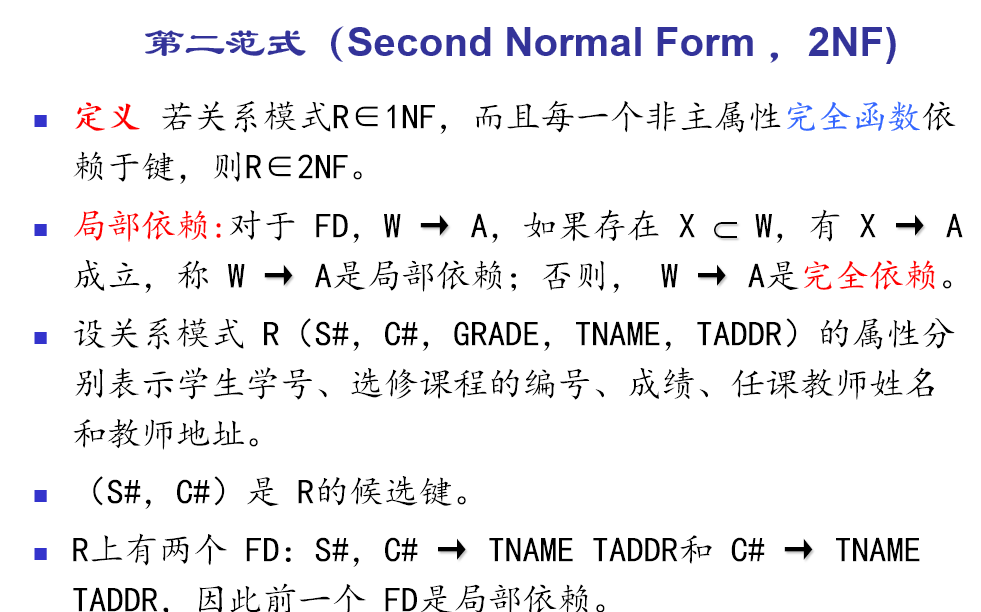 第二范式（Second Normal Form ，2NF)
定义 若关系模式R∈1NF，而且每一个非主属性完全函数依
赖于键，则R∈2NF。
局部依赖:对于 FD，W → A，如果存在 X ⊂ W，有 X → A
成立，称 W → A是局部依赖；否则， W → A是完全依赖。
设关系模式 R（S#，C#，GRADE，TNAME，TADDR）的属性分
别表示学生学号、选修课程的编号、成绩、任课教师姓名
和教师地址。
（S#，C#）是 R的候选键。
R上有两个 FD：S#，C# → TNAME TADDR和 C# → TNAME
TADDR，因此前一个 FD是局部依赖。